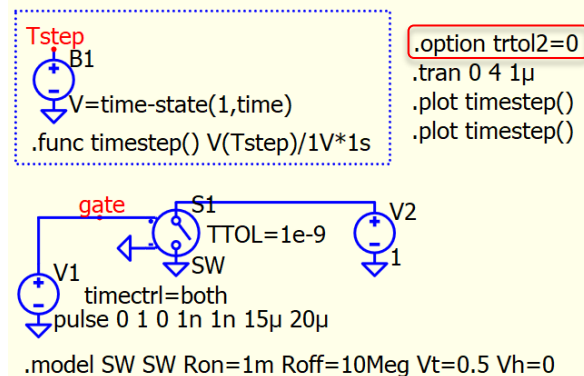 Tstep
B1
V=time-state(1,time)
.func timestep() V(Tstep)/1V*1s
.option trtol2=0
.tran 0 4 1µ
.plot timestep()
.plot timestep()
gate
S1
TTOL=1e-9
SW
V2
1
V1
timectrl=both
pulse 0 1 0 1n 1n 15µ 20µ
.model SW SW Ron=1m Roff=10Meg Vt=0.5 Vh=0